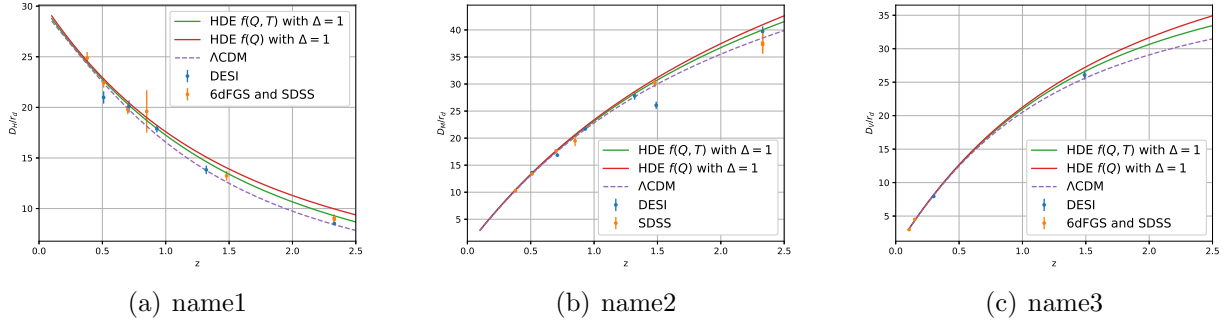 30
25
20
15
10
0.0 0.5 1.0 1.5 2.0 2.5
z
D_H/r_d
HDE f(Q, T) with Δ = 1
HDE f(Q) with Δ = 1
ΛCDM
DESI
6dFGS and SDSS
(a) name1
40
35
30
25
20
15
10
5
0.0 0.5 1.0 1.5 2.0 2.5
z
D_M/r_d
HDE f(Q, T) with Δ = 1
HDE f(Q) with Δ = 1
ΛCDM
DESI
SDSS
(b) name2
35
30
25
20
15
10
5
0.0 0.5 1.0 1.5 2.0 2.5
z
D_V/r_d
HDE f(Q, T) with Δ = 1
HDE f(Q) with Δ = 1
ΛCDM
DESI
6dFGS and SDSS
(c) name3